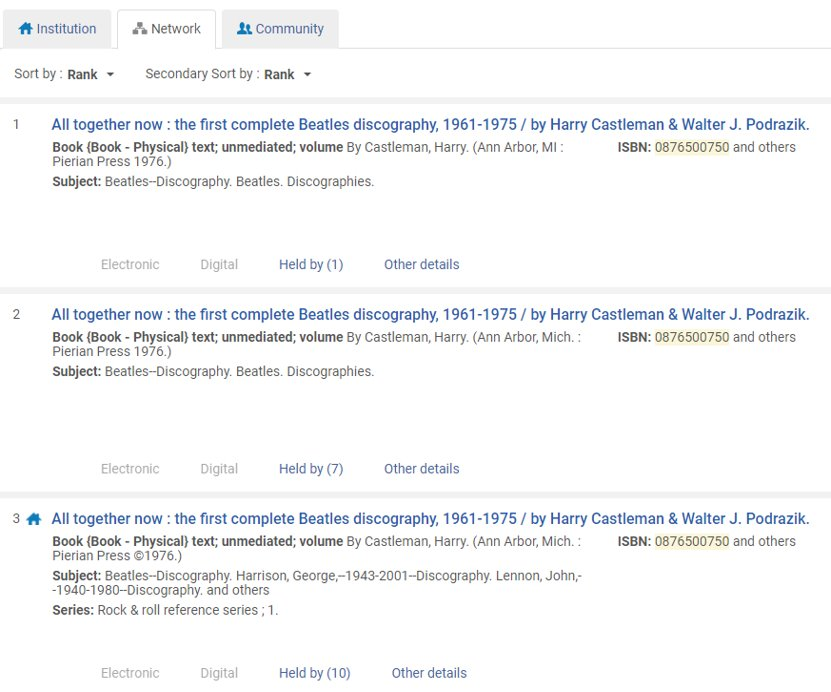 Institution Network Community
Sort by : Rank Secondary Sort by : Rank
1 All together now : the first complete Beatles discography, 1961-1975 / by Harry Castleman & Walter J. Podrazik.
Book {Book - Physical} text; unmediated; volume By Castleman, Harry. (Ann Arbor, MI : ISBN: 0876500750 and others
Pierian Press 1976.)
Subject: Beatles--Discography. Beatles. Discographies.
Electronic Digital Held by (1) Other details
2 All together now : the first complete Beatles discography, 1961-1975 / by Harry Castleman & Walter J. Podrazik.
Book {Book - Physical} text; unmediated; volume By Castleman, Harry. (Ann Arbor, Mich. : ISBN: 0876500750 and others
Pierian Press 1976.)
Subject: Beatles--Discography. Beatles. Discographies.
Electronic Digital Held by (7) Other details
3 All together now : the first complete Beatles discography, 1961-1975 / by Harry Castleman & Walter J. Podrazik.
Book {Book - Physical} text; unmediated; volume By Castleman, Harry. (Ann Arbor, Mich. : ISBN: 0876500750 and others
Pierian Press ©1976.)
Subject: Beatles--Discography. Harrison, George,--1943-2001--Discography. Lennon, John,-
-1940-1980--Discography. and others
Series: Rock & roll reference series ; 1.
Electronic Digital Held by (10) Other details